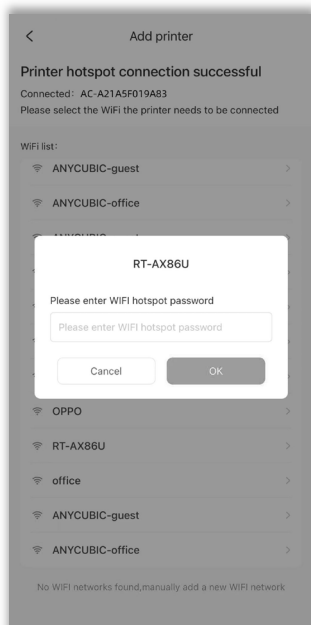 Add printer
Printer hotspot connection successful
Connected: AC-A21A5F019A83
Please select the WiFi the printer needs to be connected
WiFi list:
ANYCUBIC-guest
ANYCUBIC-office
RT-AX86U
Please enter WIFI hotspot password
Please enter WIFI hotspot password
Cancel
OK
OPPO
RT-AX86U
office
ANYCUBIC-guest
ANYCUBIC-office
No WIFI networks found,manually add a new WIFI network